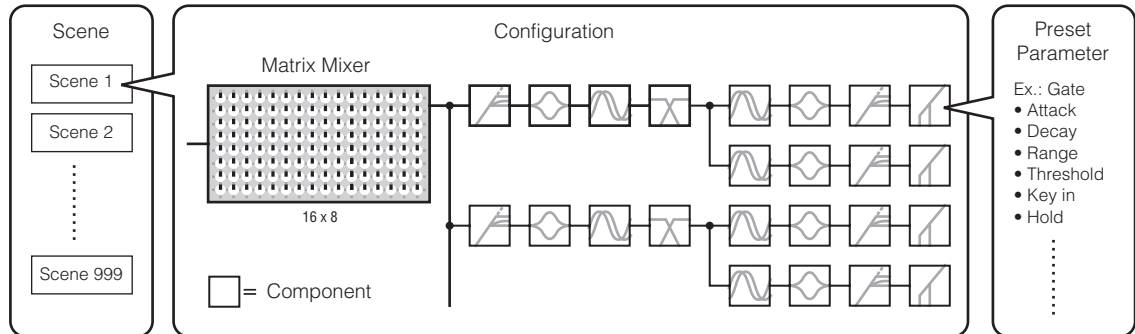 Scene
Scene 1
Scene 2
Scene 999
Configuration
Matrix Mixer
16 x 8
= Component
Preset
Parameter
Ex.: Gate
• Attack
• Decay
• Range
• Threshold
• Key in
• Hold